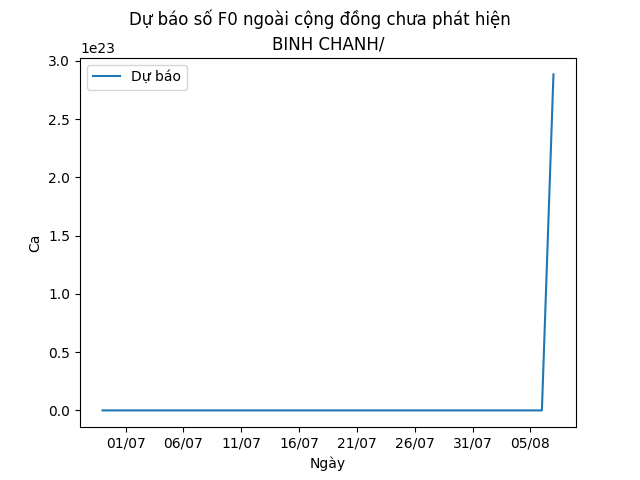 Dự báo số F0 ngoài cộng đồng chưa phát hiện
BINH CHANH/
1e23
Dự báo
3.0
2.5
2.0
1.5
1.0
0.5
0.0
Ca
01/07 06/07 11/07 16/07 21/07 26/07 31/07 05/08
Ngày